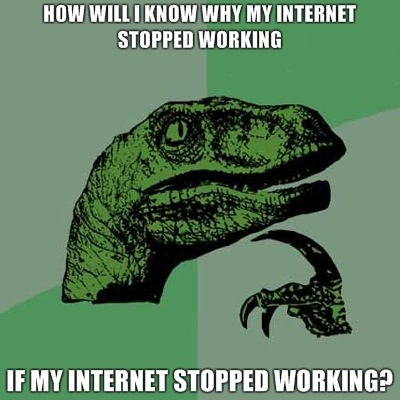 HOW WILL I KNOW WHY MY INTERNET
STOPPED WORKING
IF MY INTERNET STOPPED WORKING?